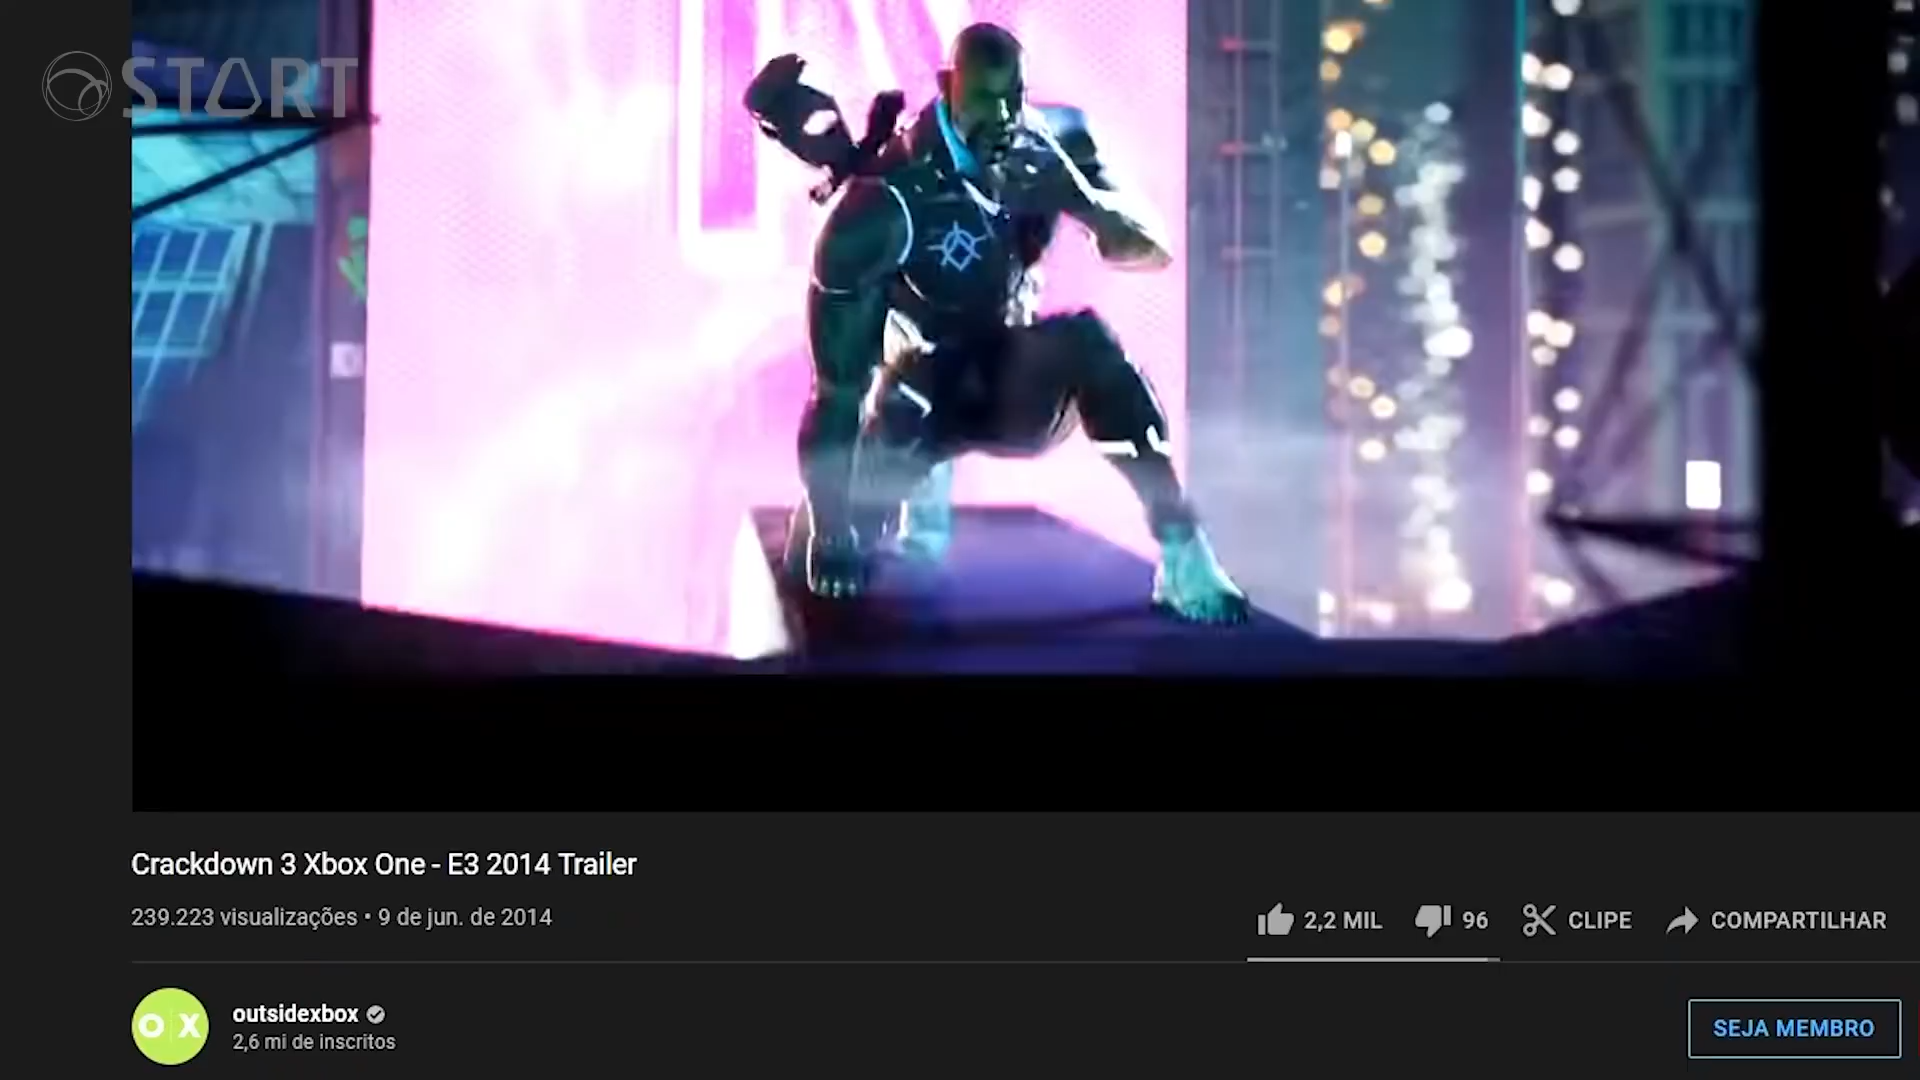 START
Crackdown 3 Xbox One - E3 2014 Trailer
239.223 visualizações • 9 de jun. de 2014
2,2 MIL 96 CLIPE COMPARTILHAR
OX
outsidexbox
2,6 mi de inscritos
SEJA MEMBRO